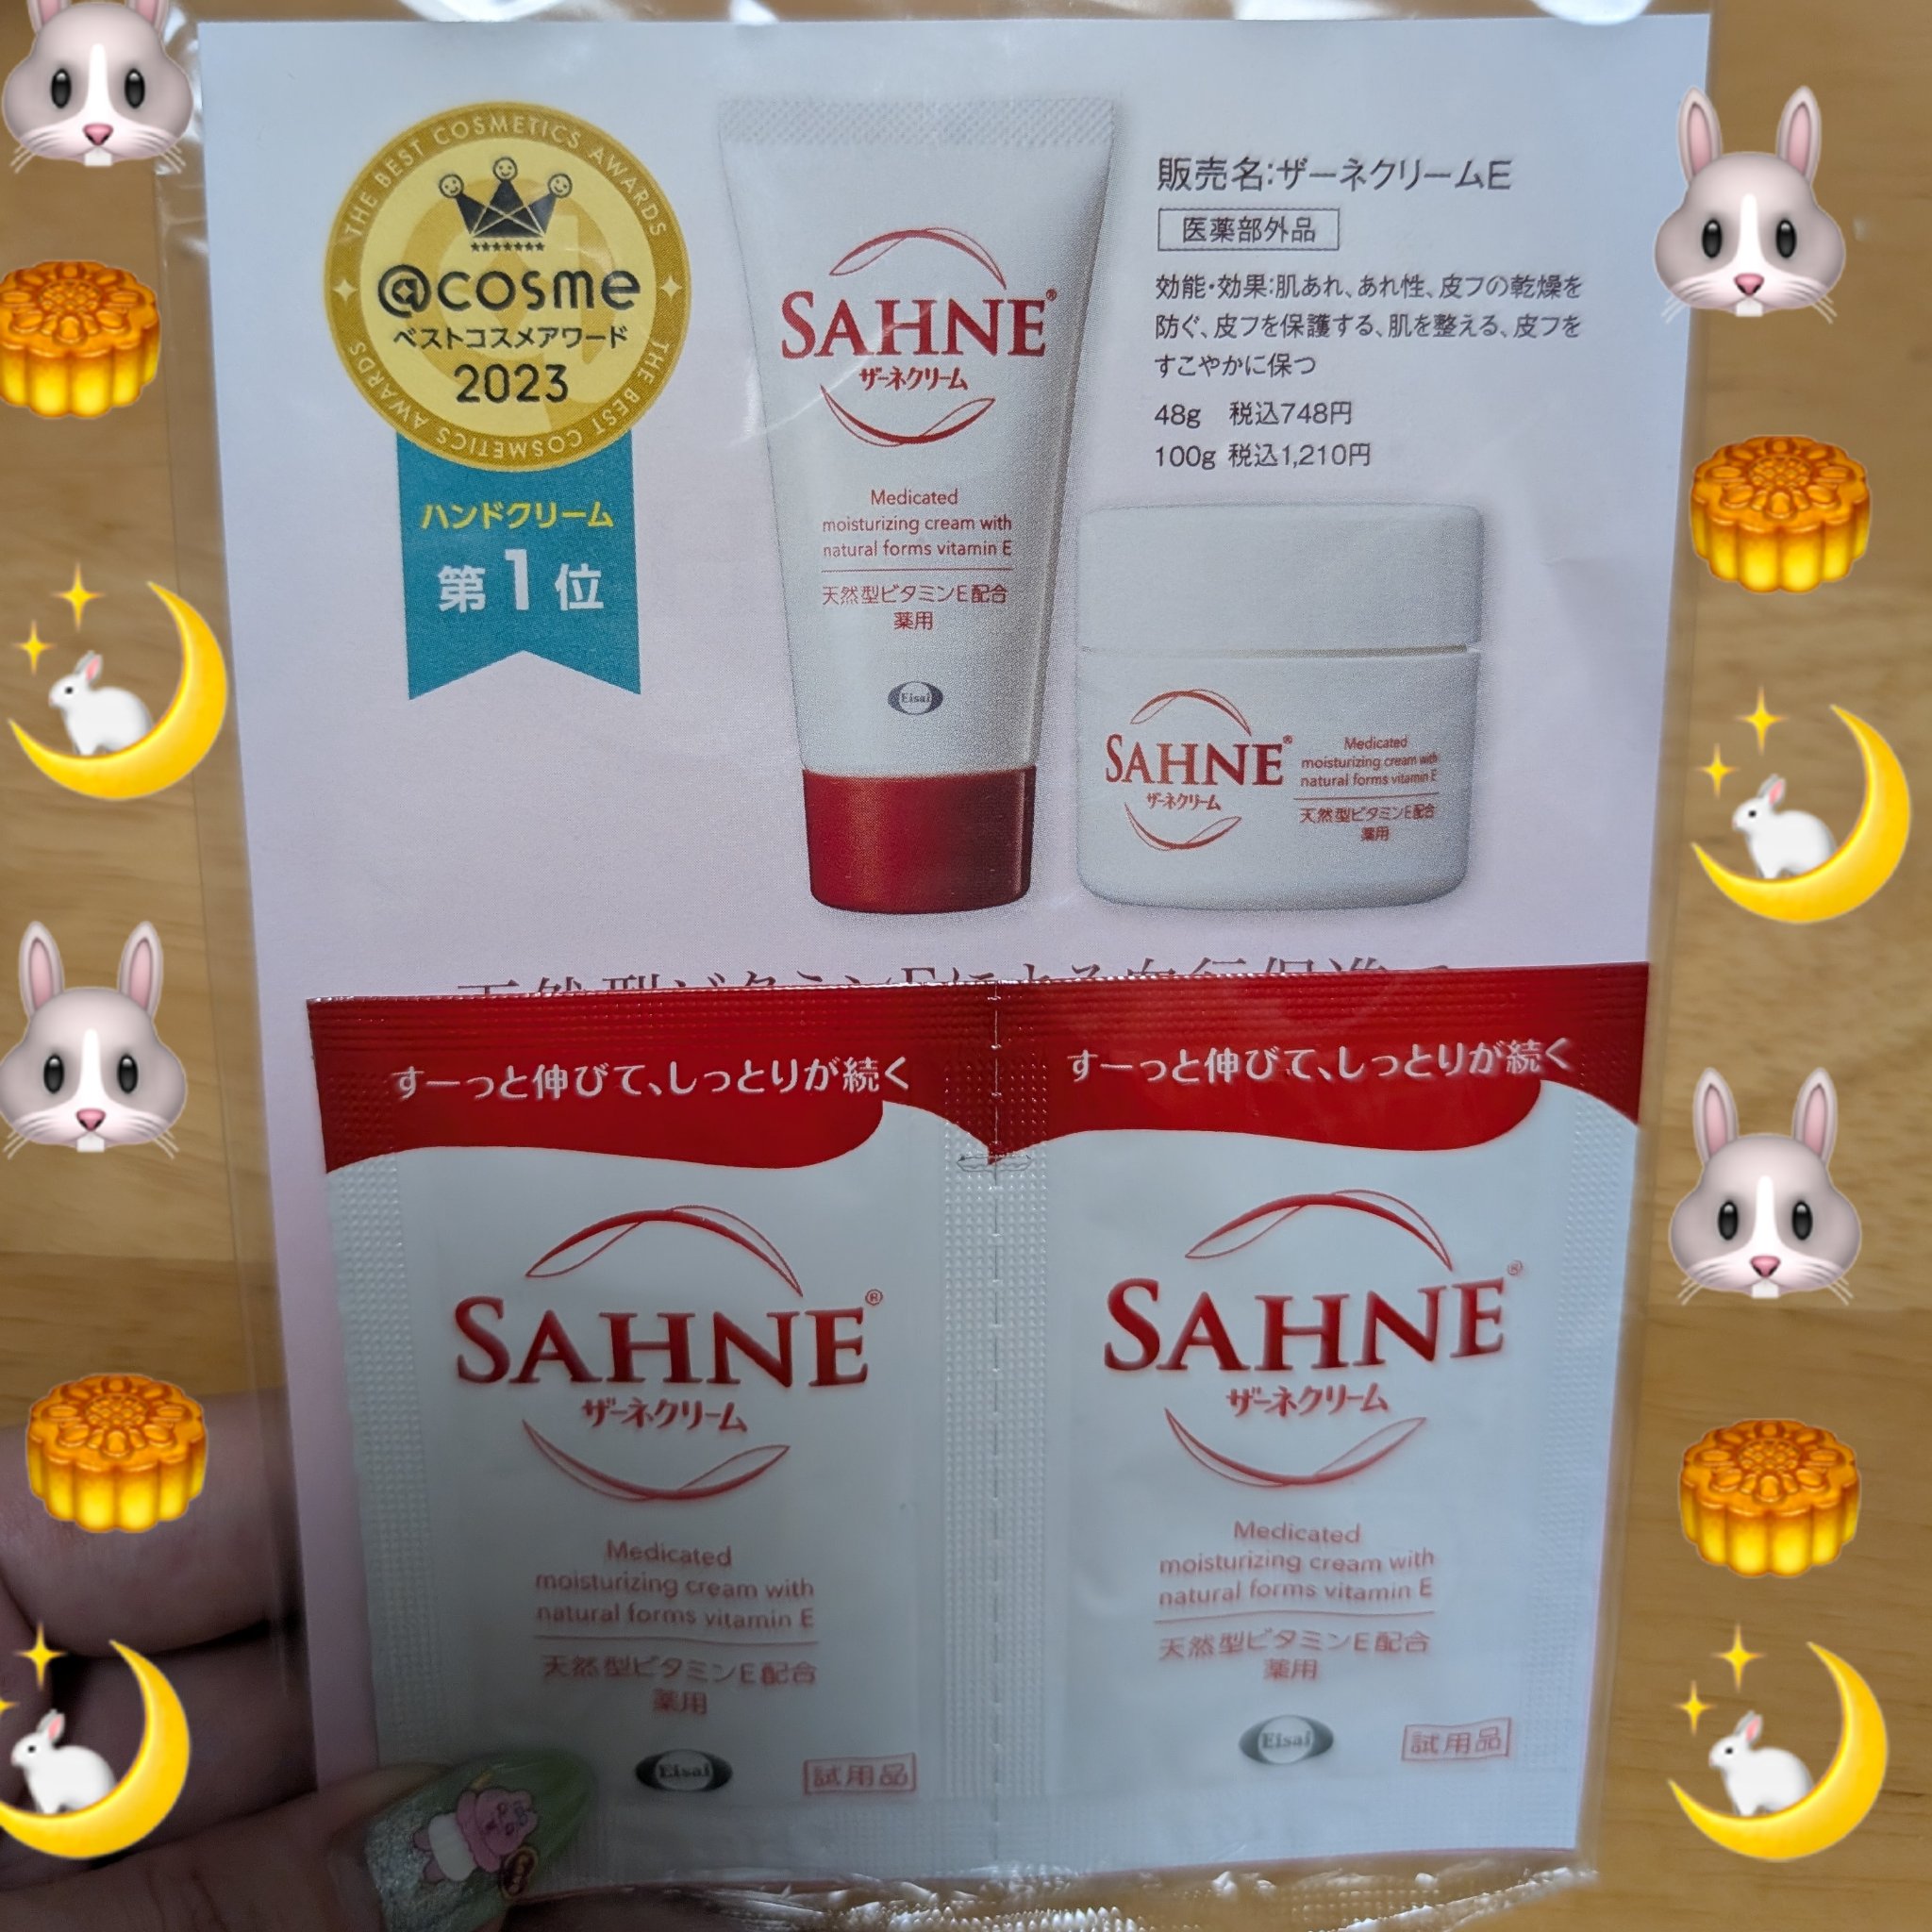 THE BEST COSMETICS AWARDS
@cosme
ベストコスメアワード
2023
THE BEST COSMETICS AWARDS
ハンドクリーム
第1位
SAHNE®
ザーネクリーム
Medicated
moisturizing cream with
natural forms vitamin E
天然型ビタミンE配合
薬用
Eisai
販売名:ザーネクリームE
医薬部外品
効能・効果:肌あれ、あれ性、皮フの乾燥を
防ぐ、皮フを保護する、肌を整える、皮フを
すこやかに保つ
48g 税込748円
100g 税込1,210円
SAHNE®
ザーネクリーム
Medicated
moisturizing cream with
natural forms vitamin E
天然型ビタミンE配合
薬用
すーっと伸びて、しっとりが続く
SAHNE®
ザーネクリーム
Medicated
moisturizing cream with
natural forms vitamin E
天然型ビタミンE配合
薬用
Eisai
試用品
すーっと伸びて、しっとりが続く
SAHNE®
ザーネクリーム
Medicated
moisturizing cream with
natural forms vitamin E
天然型ビタミンE配合
薬用
Eisai
試用品